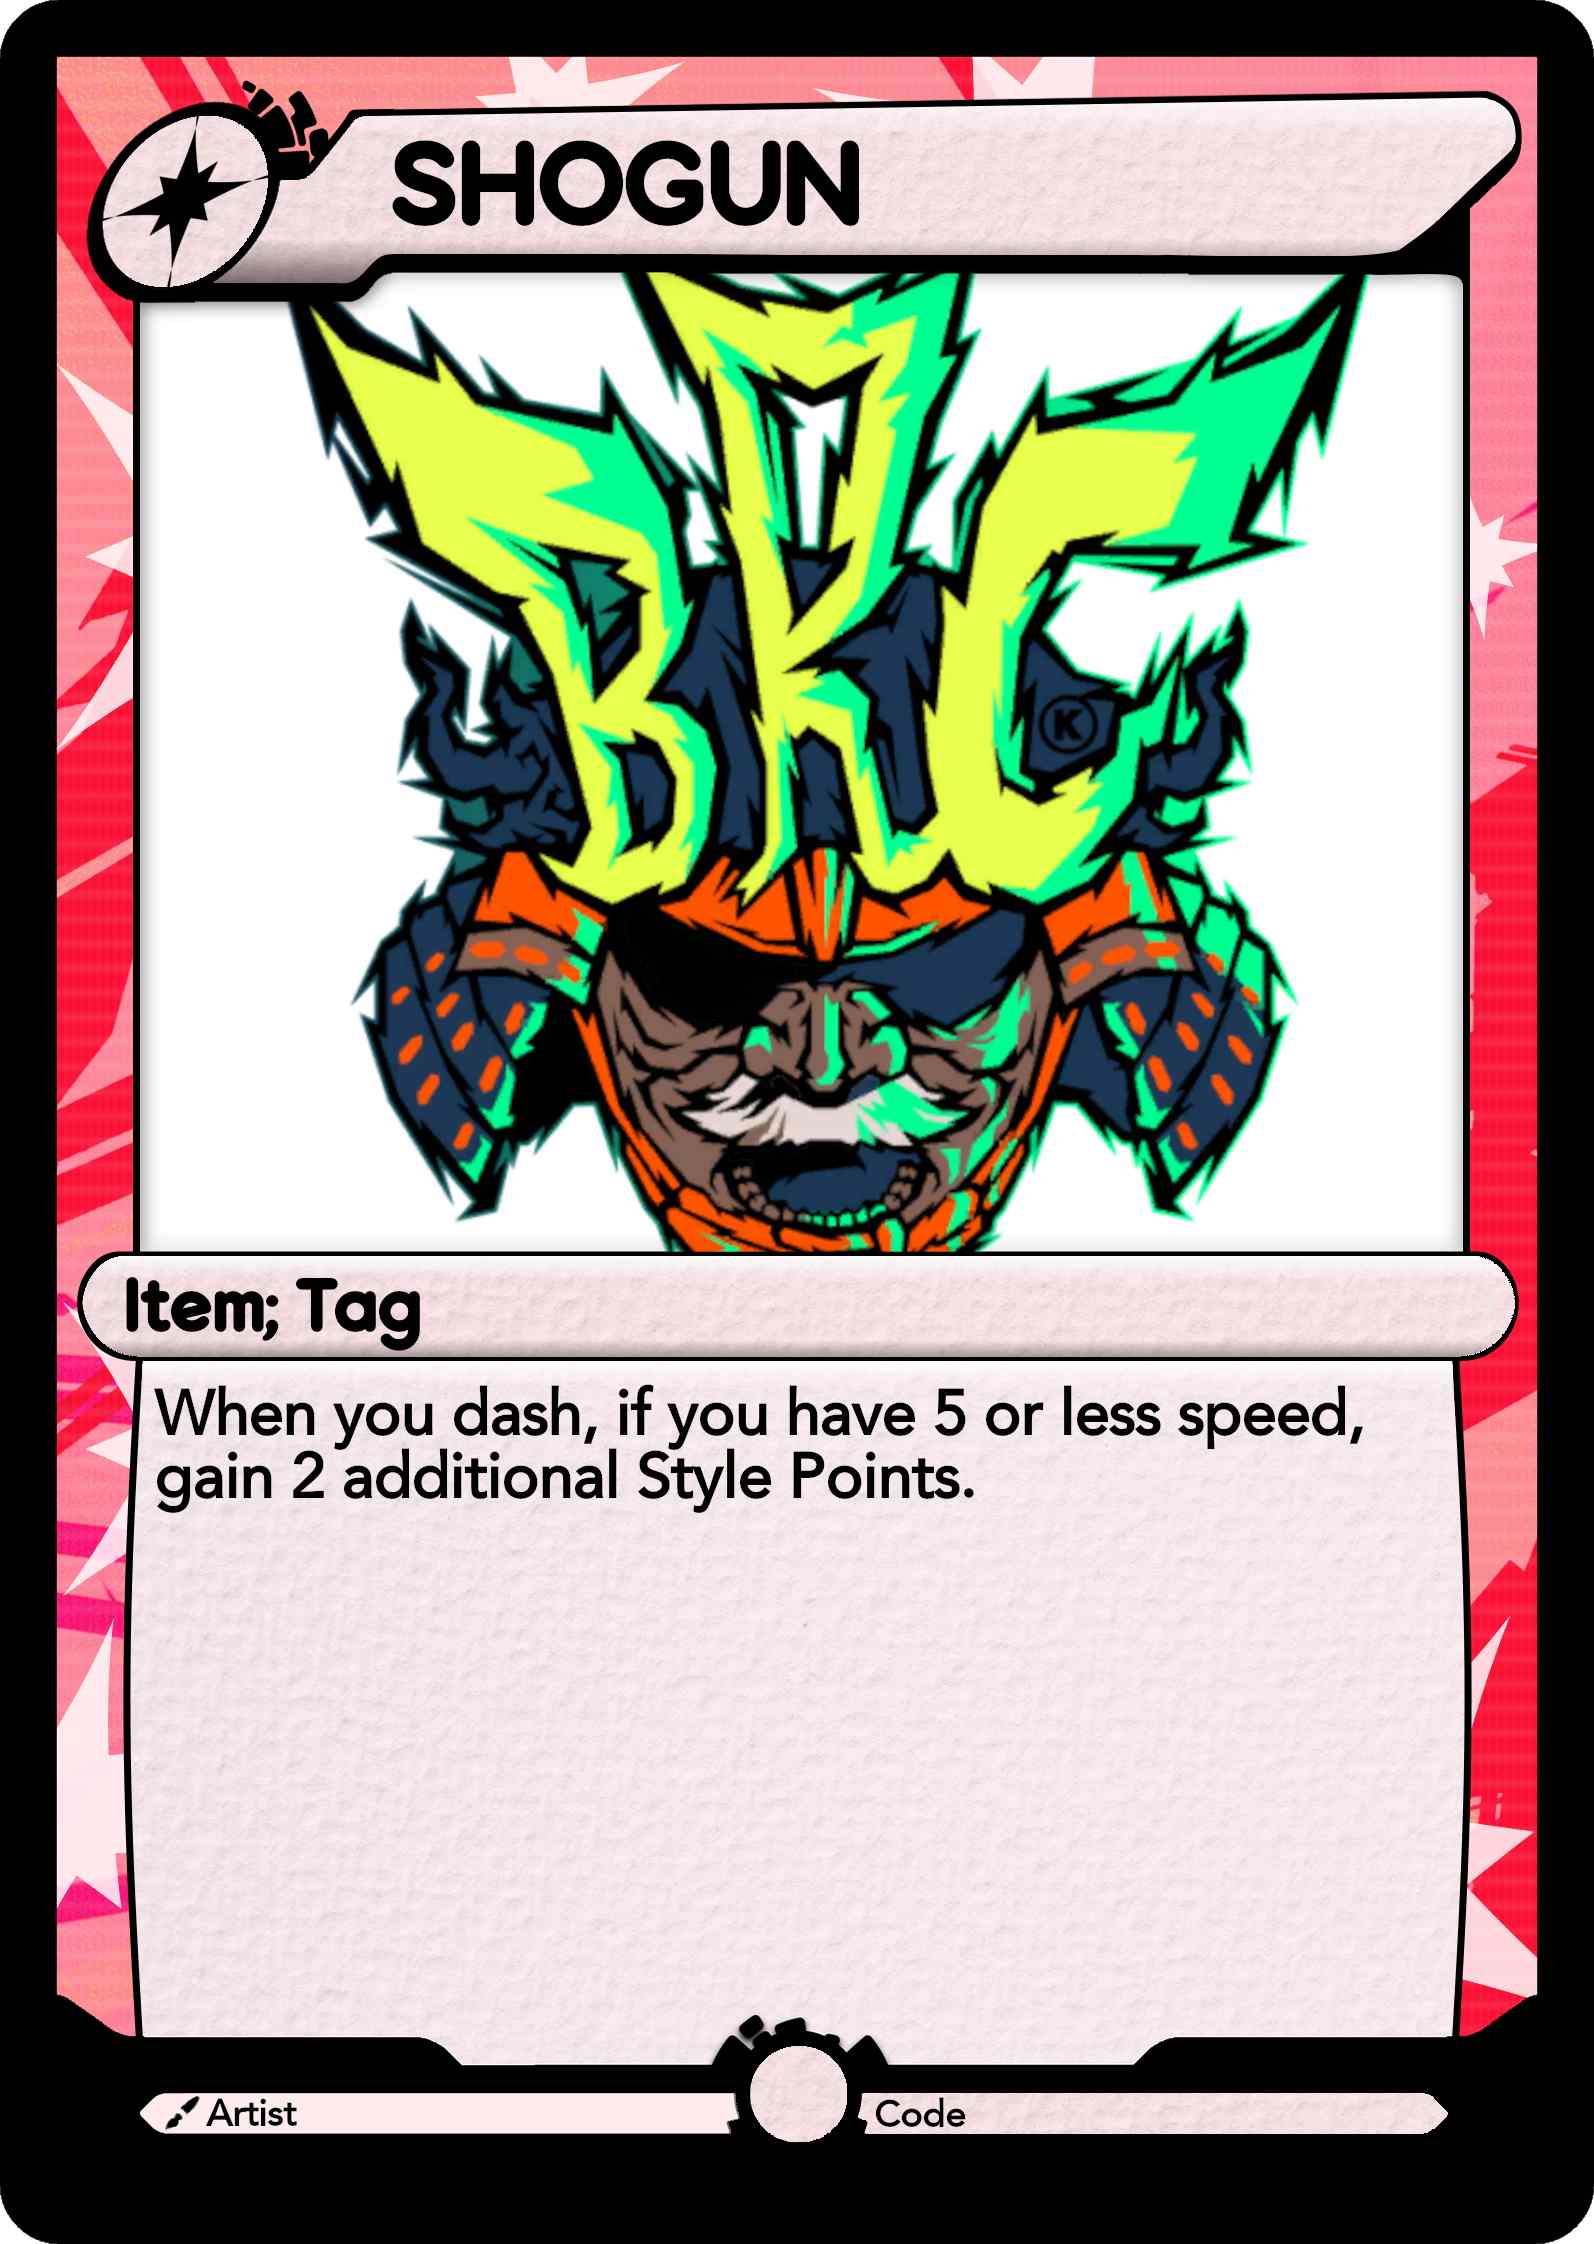 SHOGUN
BRC
K
Item; Tag
When you dash, if you have 5 or less speed,
gain 2 additional Style Points.
Artist
Code